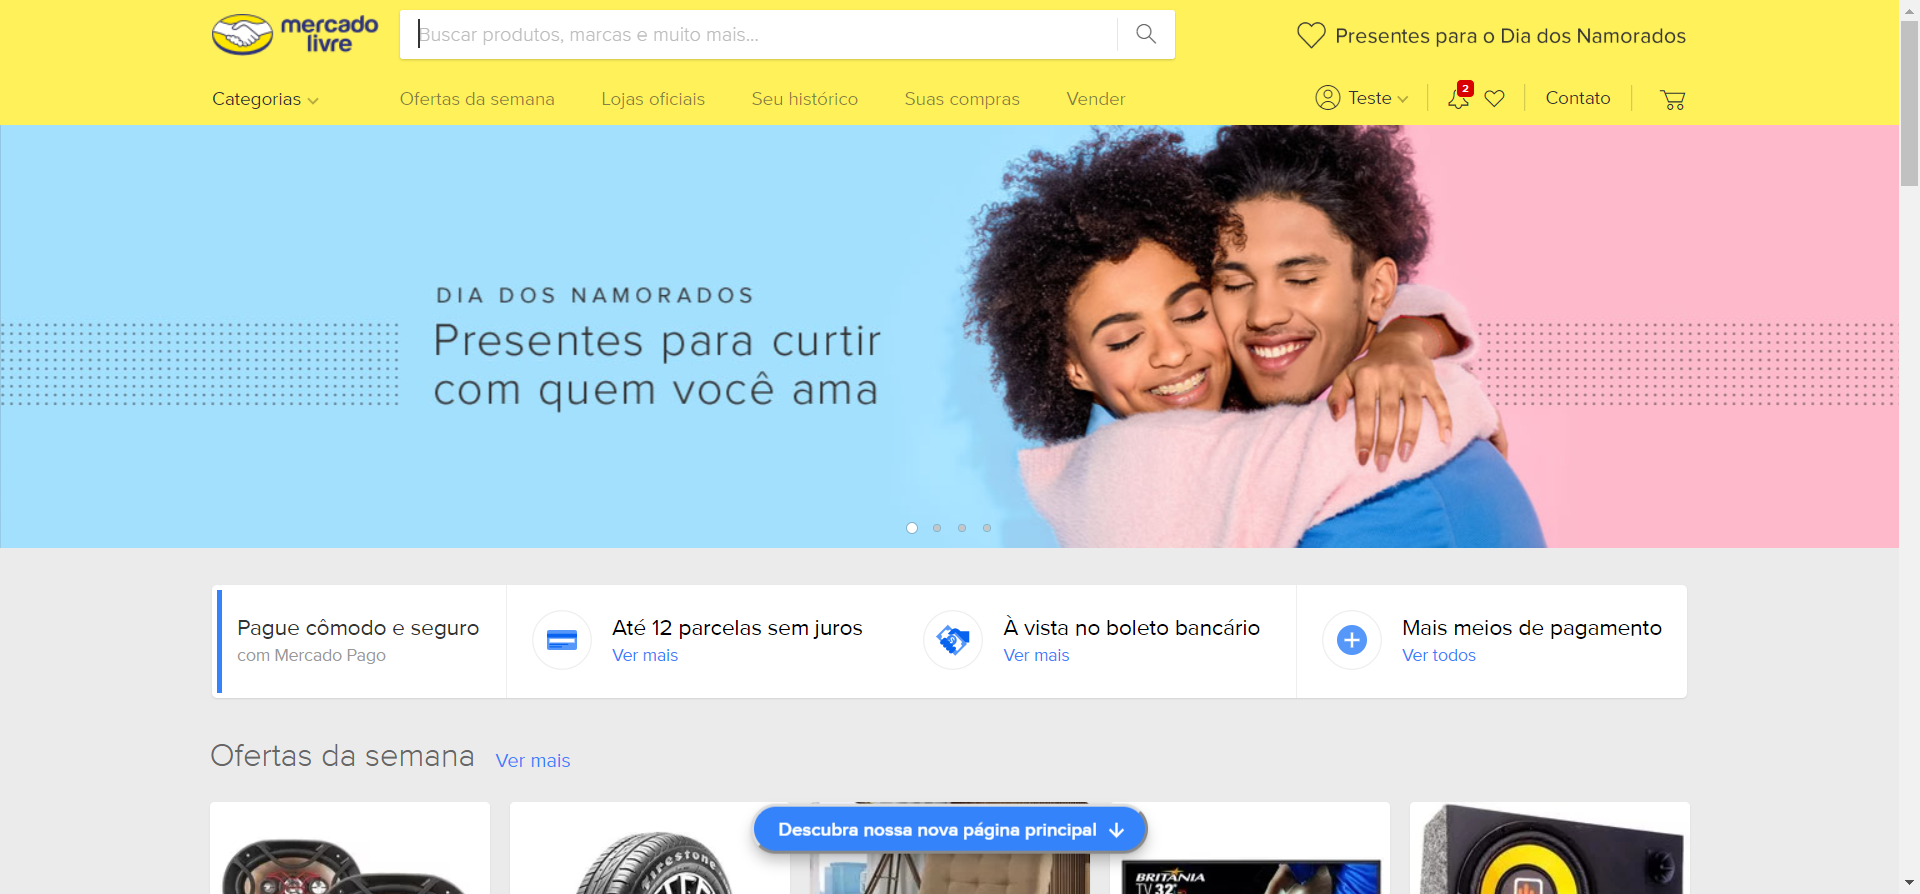 mercado
livre
Buscar produtos, marcas e muito mais...
Presentes para o Dia dos Namorados
Categorias
Ofertas da semana
Lojas oficiais
Seu histórico
Suas compras
Vender
Teste
2
Contato
DIA DOS NAMORADOS
Presentes para curtir
com quem você ama
Pague cômodo e seguro
com Mercado Pago
Até 12 parcelas sem juros
Ver mais
À vista no boleto bancário
Ver mais
Mais meios de pagamento
Ver todos
Ofertas da semana
Ver mais
Descubra nossa nova página principal
Firestone
BRITÂNIA
TV 32"